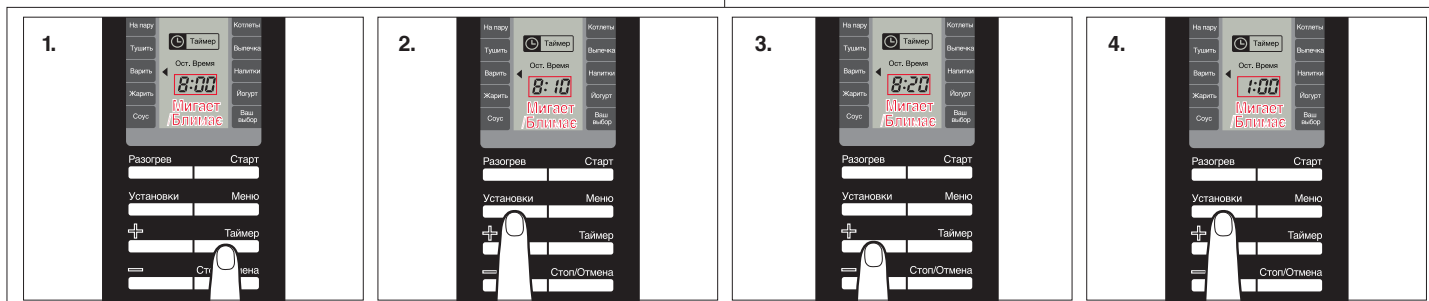 1.
На пару
Котлеты
Таймер
Тушить
Выпечка
Ост. Время
Варить
Напитки
8:00
Жарить
Йогурт
Мигает
/Блимає
Соус
Ваш
выбор
Разогрев Старт
Установки Меню
+ Таймер
–
2.
На пару
Котлеты
Таймер
Тушить
Выпечка
Ост. Время
Варить
Напитки
8:10
Жарить
Йогурт
Мигает
/Блимає
Соус
Ваш
выбор
Разогрев Старт
Установки Меню
+ Таймер
– Стоп/Отмена
3.
На пару
Котлеты
Таймер
Тушить
Выпечка
Ост. Время
Варить
Напитки
8:20
Жарить
Йогурт
Мигает
/Блимає
Соус
Ваш
выбор
Разогрев Старт
Установки Меню
+ Таймер
– Стоп/Отмена
4.
На пару
Котлеты
Таймер
Тушить
Выпечка
Ост. Время
Варить
Напитки
1:00
Жарить
Йогурт
Мигает
/Блимає
Соус
Ваш
выбор
Разогрев Старт
Установки Меню
+ Таймер
– Стоп/Отмена